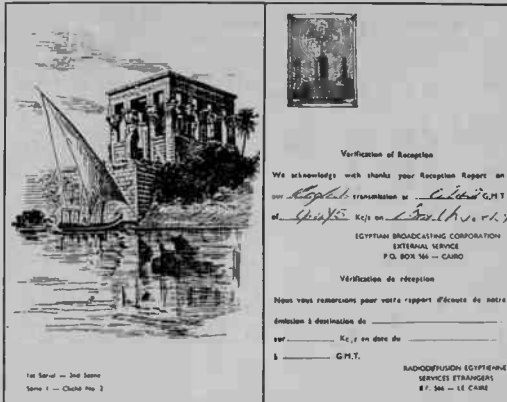 1st Serial — 2nd Scene
Série 1 — Cliché No 2
Verification of Reception
We acknowledge with thanks your Reception Report on
our transmission at G.M.T
of Kc/s on
EGYPTIAN BROADCASTING CORPORATION
EXTERNAL SERVICE
P.O. BOX 566 — CAIRO
Vérification de réception
Nous vous remercions pour votre rapport d'écoute de notre
émission à destination de
sur Kc/s en date du
à G.M.T.
RADIODIFFUSION EGYPTIENNE
SERVICES ETRANGERS
B.P. 566 — LE CAIRE